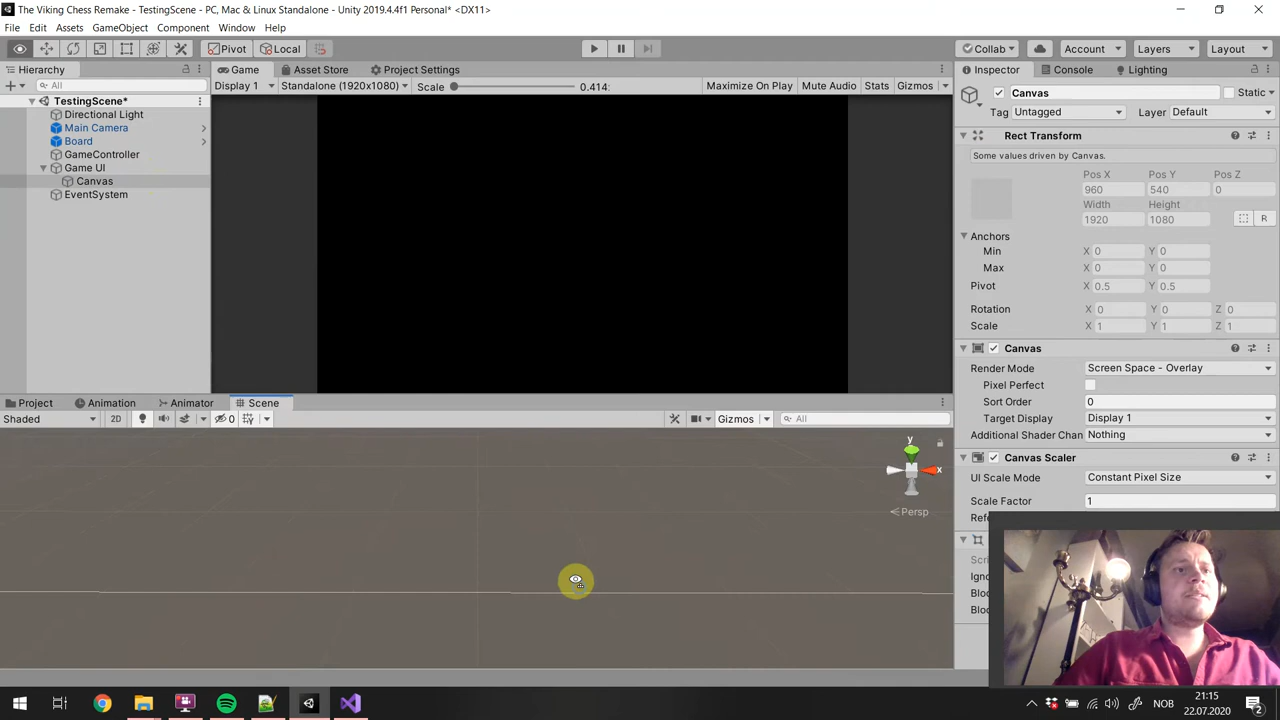 The Viking Chess Remake - TestingScene - PC, Mac & Linux Standalone - Unity 2019.4.4f1 Personal* <DX11>
File Edit Assets GameObject Component Window Help
Pivot Local Collab Account Layers Layout
Hierarchy Game Asset Store Project Settings Inspector Console Lighting
All Display 1 Standalone (1920x1080) Scale 0.414: Maximize On Play Mute Audio Stats Gizmos
Canvas Static
TestingScene*
Tag Untagged Layer Default
Directional Light
Main Camera
Board
GameController
Game UI
Canvas
EventSystem
Rect Transform
Some values driven by Canvas.
Pos X Pos Y Pos Z
960 540 0
Width Height
1920 1080 R
Anchors
Min X 0 Y 0
Max X 0 Y 0
Pivot X 0.5 Y 0.5
Rotation X 0 Y 0 Z 0
Scale X 1 Y 1 Z 1
Canvas
Render Mode Screen Space - Overlay
Pixel Perfect
Sort Order 0
Target Display Display 1
Additional Shader Chan Nothing
Canvas Scaler
UI Scale Mode Constant Pixel Size
Scale Factor 1
Refe
Scri
Igno
Bloc
Bloc
Project Animation Animator Scene
Shaded 2D 0 Gizmos All
y
x
Persp
NOB 21:15
22.07.2020 2